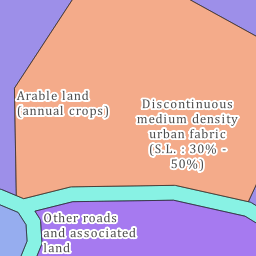 Arable land
(annual crops)
Discontinuous
medium density
urban fabric
(S.L. : 30% -
50%)
Other roads
and associated
land